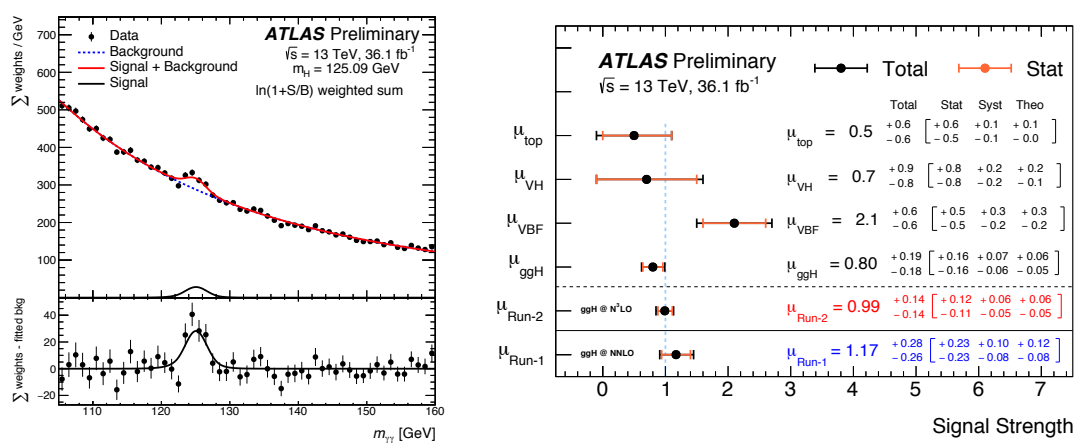 Σ weights / GeV
700
600
500
400
300
200
100
Data
Background
Signal + Background
Signal
ATLAS Preliminary
√s = 13 TeV, 36.1 fb⁻¹
m_H = 125.09 GeV
ln(1+S/B) weighted sum
Σ weights - fitted bkg
40
20
0
−20
110 120 130 140 150 160
m_γγ [GeV]
ATLAS Preliminary
√s = 13 TeV, 36.1 fb⁻¹
Total Stat
Total Stat Syst Theo
μ_top μ_top = 0.5 + 0.6 − 0.6 [ + 0.6 − 0.5 + 0.1 − 0.1 + 0.1 − 0.0 ]
μ_VH μ_VH = 0.7 + 0.9 − 0.8 [ + 0.8 − 0.8 + 0.2 − 0.2 + 0.2 − 0.1 ]
μ_VBF μ_VBF = 2.1 + 0.6 − 0.6 [ + 0.5 − 0.5 + 0.3 − 0.2 + 0.3 − 0.2 ]
μ_ggH μ_ggH = 0.80 + 0.19 − 0.18 [ + 0.16 − 0.16 + 0.07 − 0.06 + 0.06 − 0.05 ]
μ_Run-2 ggH @ N³LO μ_Run-2 = 0.99 + 0.14 − 0.14 [ + 0.12 − 0.11 + 0.06 − 0.05 + 0.06 − 0.05 ]
μ_Run-1 ggH @ NNLO μ_Run-1 = 1.17 + 0.28 − 0.26 [ + 0.23 − 0.23 + 0.10 − 0.08 + 0.12 − 0.08 ]
0 1 2 3 4 5 6 7
Signal Strength